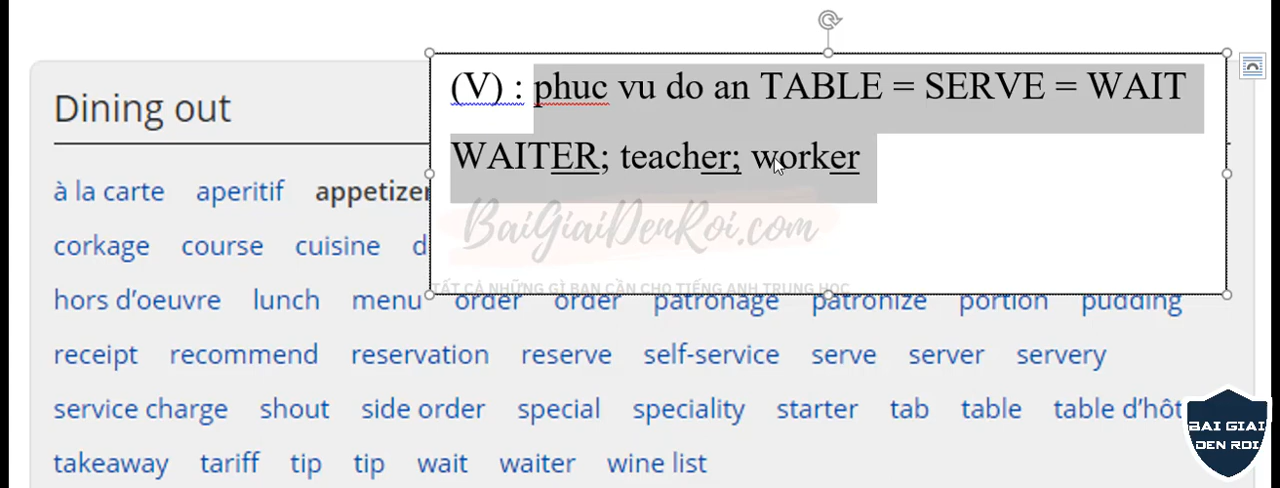 (V) : phuc vu do an TABLE = SERVE = WAIT
WAITER; teacher; worker
Dining out
à la carte aperitif appetizer
corkage course cuisine d
BaiGiaiDenRoi.com
TẤT CẢ NHỮNG GÌ BẠN CẦN CHO TIẾNG ANH TRUNG HỌC
hors d’oeuvre lunch menu order order patronage patronize portion pudding
receipt recommend reservation reserve self-service serve server servery
service charge shout side order special speciality starter tab table table d’hôt
takeaway tariff tip tip wait waiter wine list
BAI GIAI
DEN ROI